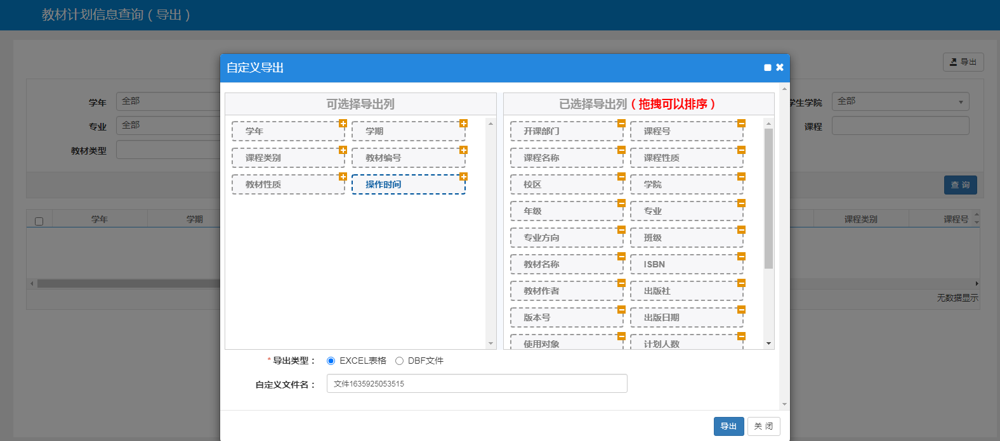 教材计划信息查询（导出）
导出
学年 全部
学生学院 全部
专业 全部
课程
教材类型
查 询
学年 学期 课程类别 课程号
无数据显示
自定义导出
可选择导出列
学年 学期
课程类别 教材编号
教材性质 操作时间
已选择导出列（拖拽可以排序）
开课部门 课程号
课程名称 课程性质
校区 学院
年级 专业
专业方向 班级
教材名称 ISBN
教材作者 出版社
版本号 出版日期
使用对象 计划人数
*导出类型： EXCEL表格 DBF文件
自定义文件名： 文件1635925053515
导出 关 闭